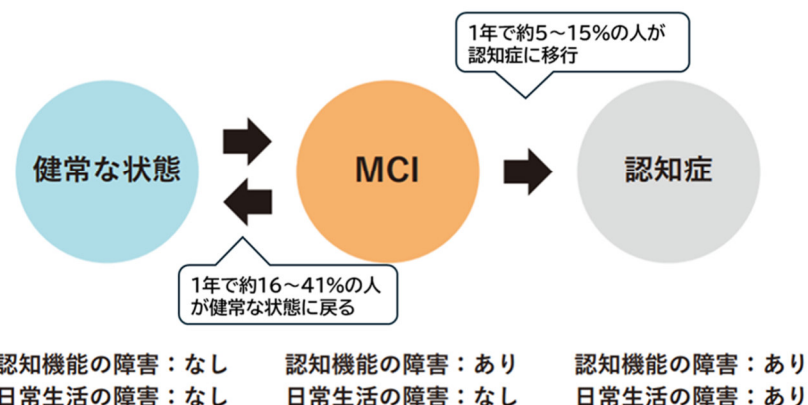 1年で約5～15%の人が
認知症に移行
健常な状態
MCI
認知症
1年で約16～41%の人
が健常な状態に戻る
認知機能の障害：なし
日常生活の障害：なし
認知機能の障害：あり
日常生活の障害：なし
認知機能の障害：あり
日常生活の障害：あり